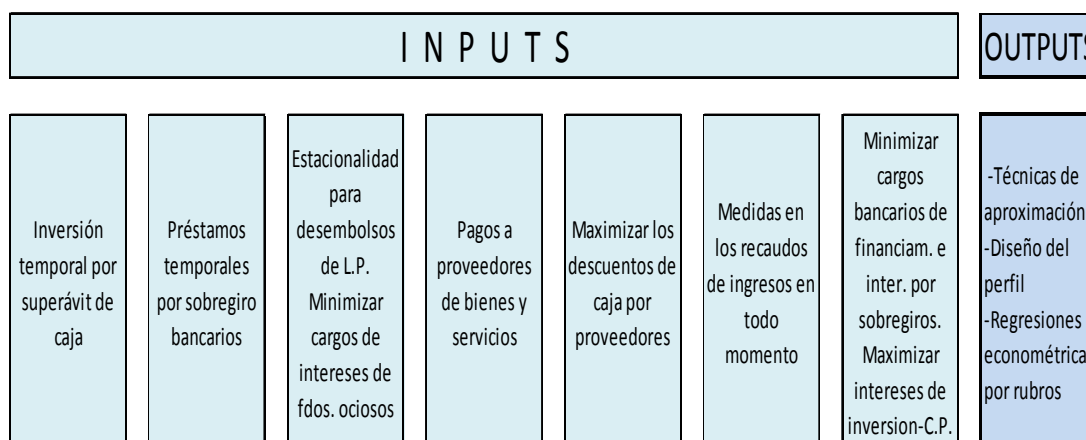 I N P U T S
OUTPUTS
Inversión
temporal por
superávit de
caja
Préstamos
temporales
por sobregiro
bancarios
Estacionalidad
para
desembolsos
de L.P.
Minimizar
cargos de
intereses de
fdos. ociosos
Pagos a
proveedores
de bienes y
servicios
Maximizar los
descuentos de
caja por
proveedores
Medidas en
los recaudos
de ingresos en
todo
momento
Minimizar
cargos
bancarios de
financiam. e
inter. por
sobregiros.
Maximizar
intereses de
inversion-C.P.
-Técnicas de
aproximación
-Diseño del
perfil
-Regresiones
econométrica
por rubros